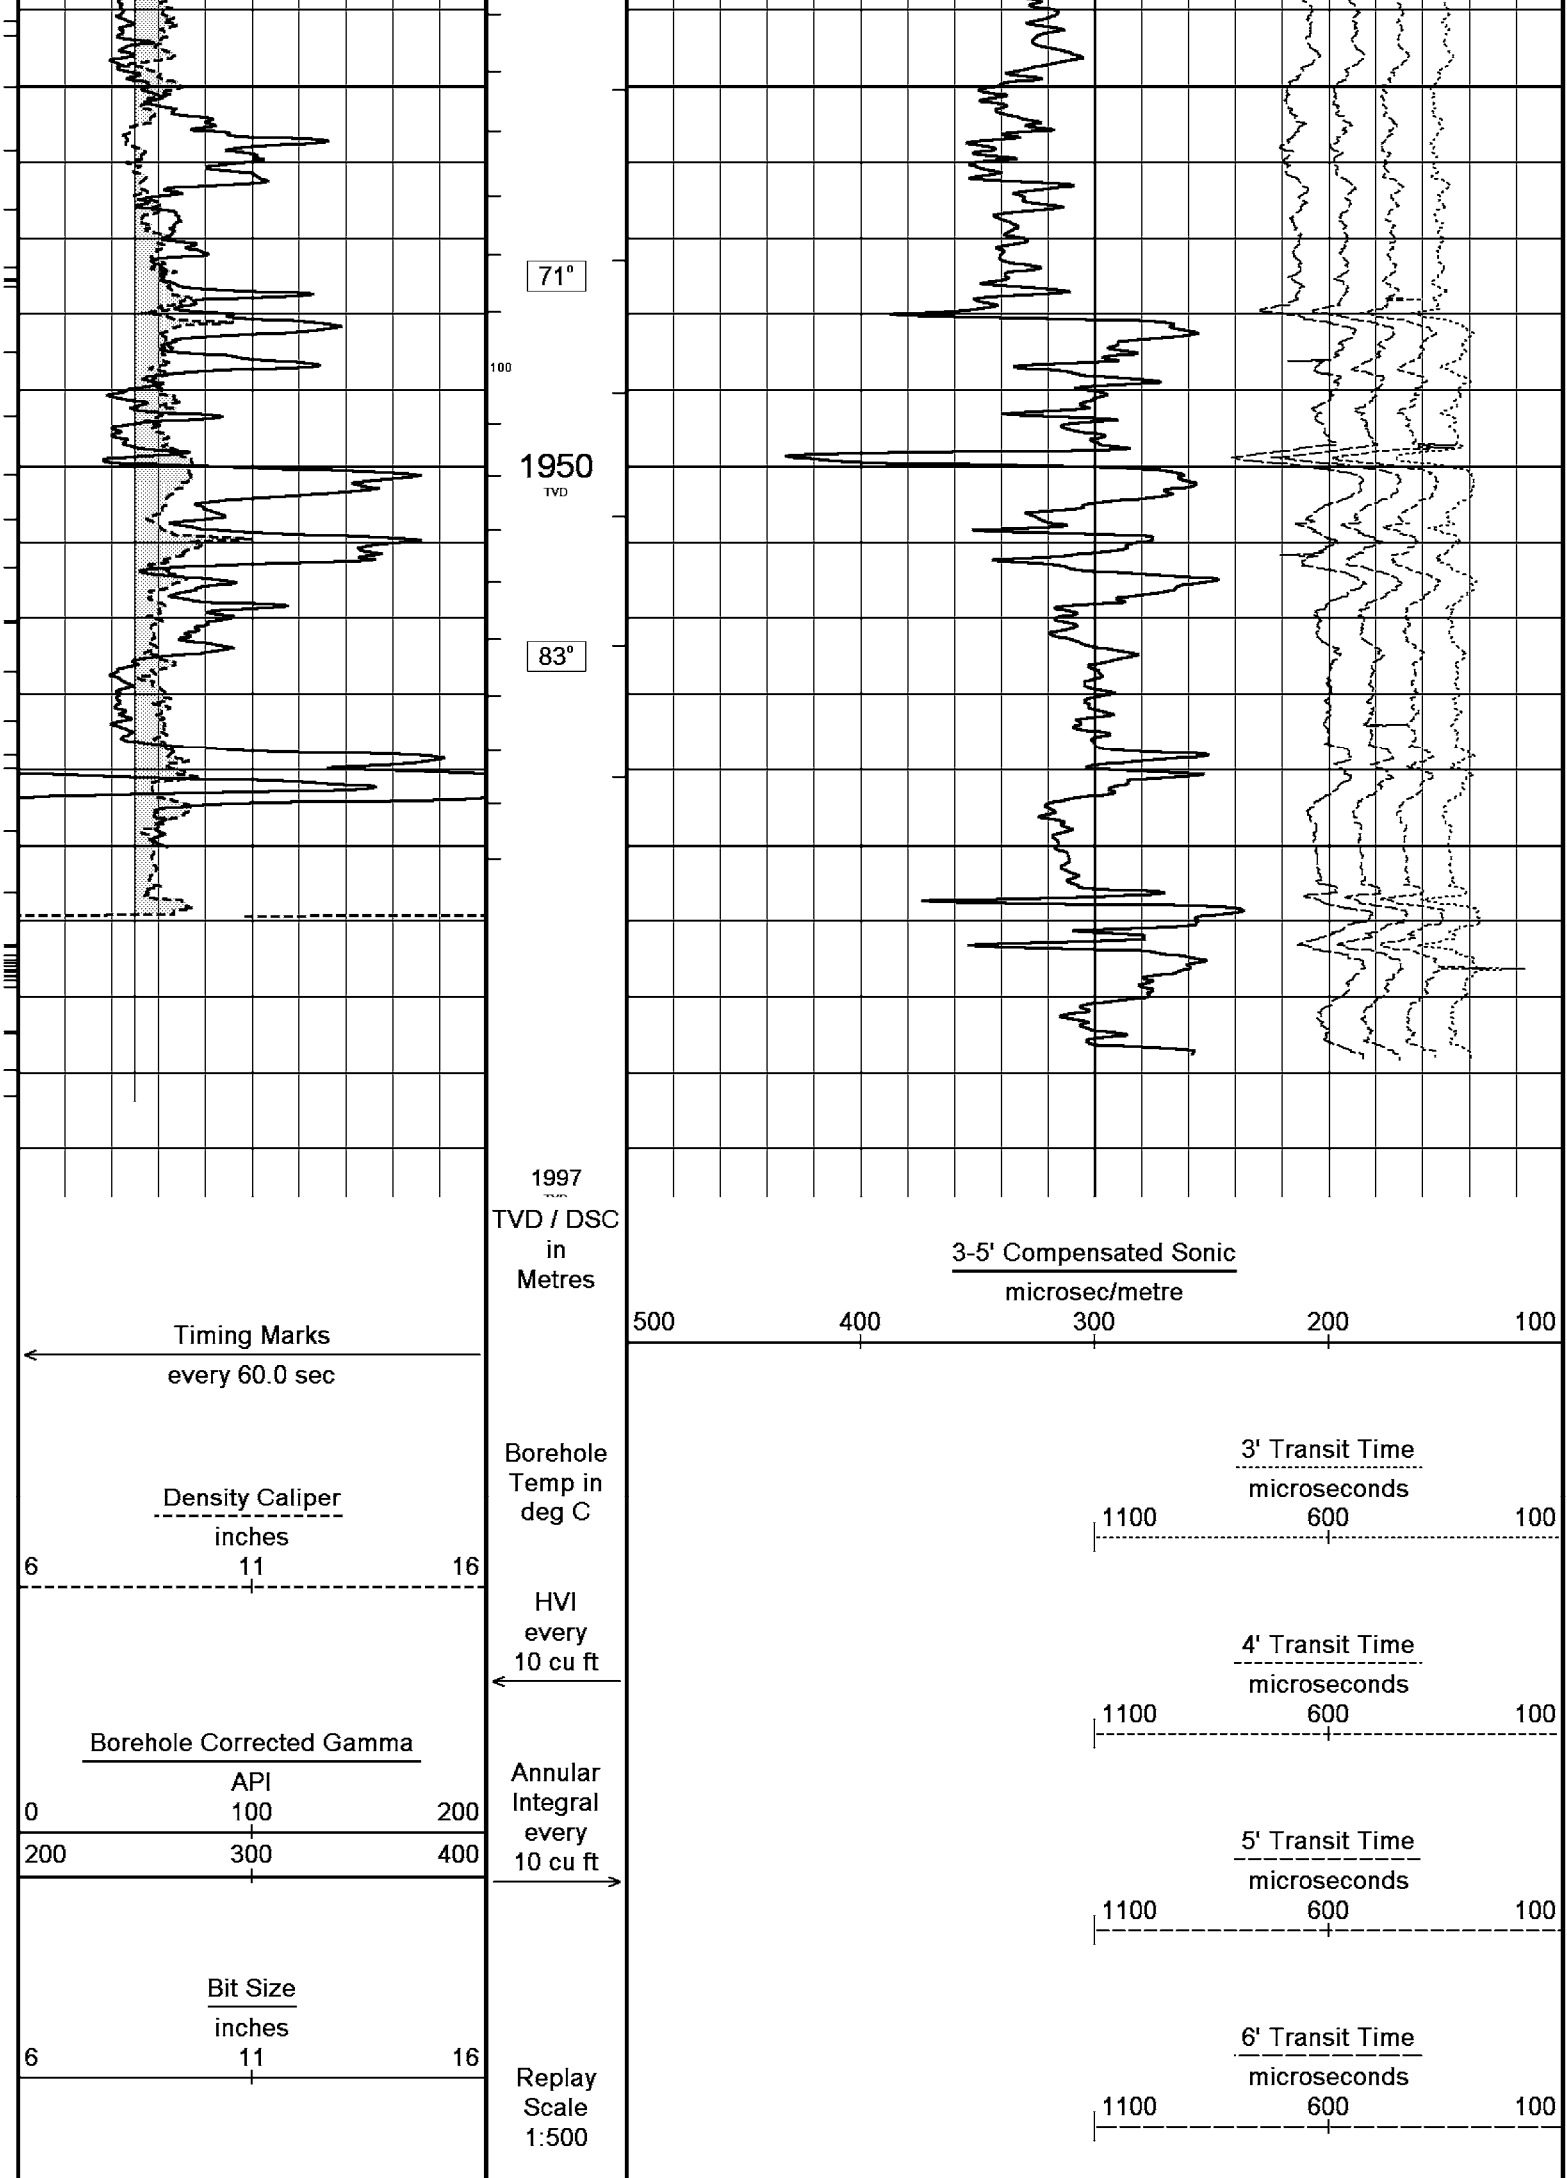 71°
100
1950
TVD
83°
1997
TVD / DSC
in
Metres
3-5' Compensated Sonic
microsec/metre
500 400 300 200 100
Timing Marks
every 60.0 sec
Borehole
Temp in
deg C
3' Transit Time
microseconds
1100 600 100
Density Caliper
inches
6 11 16
HVI
every
10 cu ft
4' Transit Time
microseconds
1100 600 100
Borehole Corrected Gamma
API
0 100 200
200 300 400
Annular
Integral
every
10 cu ft
5' Transit Time
microseconds
1100 600 100
Bit Size
inches
6 11 16
Replay
Scale
1:500
6' Transit Time
microseconds
1100 600 100